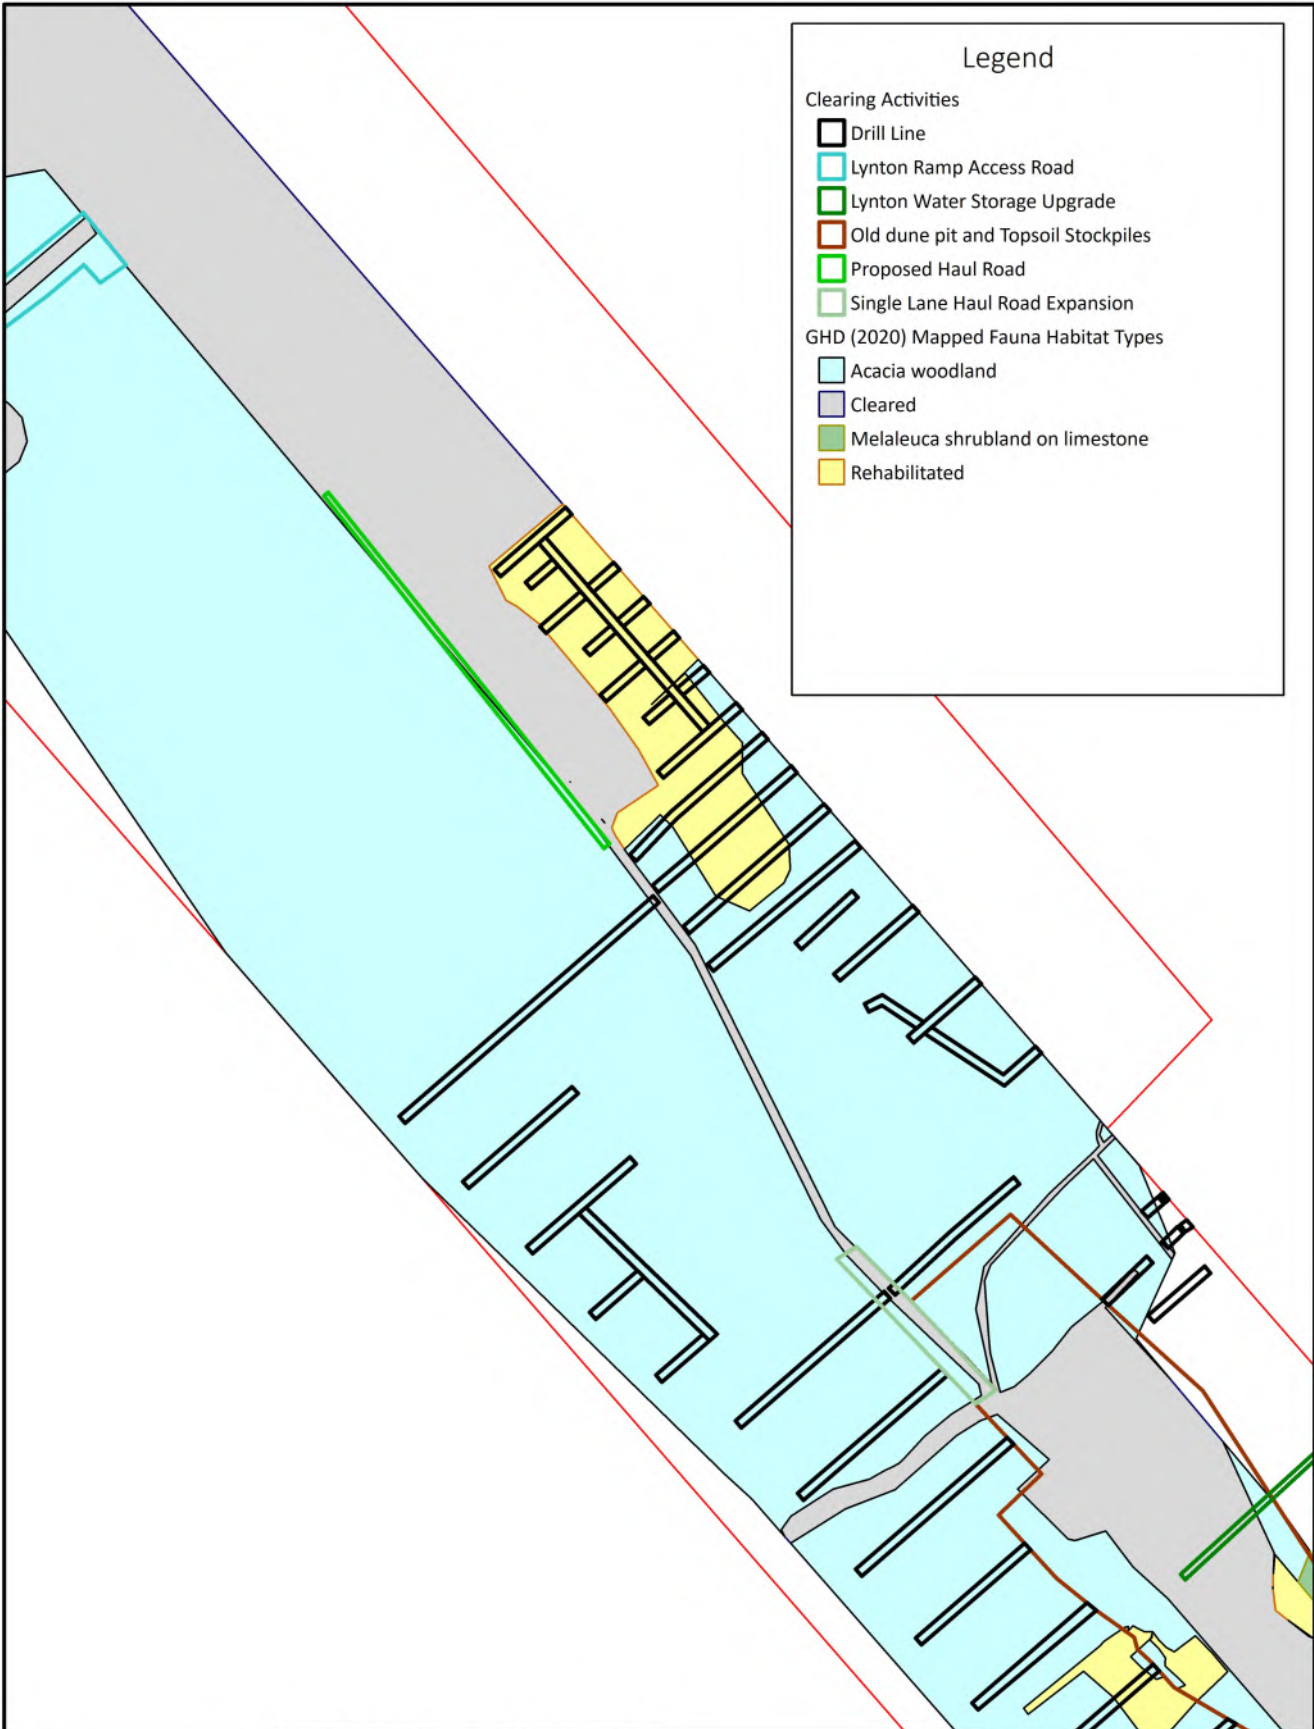 Legend
Clearing Activities
Drill Line
Lynton Ramp Access Road
Lynton Water Storage Upgrade
Old dune pit and Topsoil Stockpiles
Proposed Haul Road
Single Lane Haul Road Expansion
GHD (2020) Mapped Fauna Habitat Types
Acacia woodland
Cleared
Melaleuca shrubland on limestone
Rehabilitated